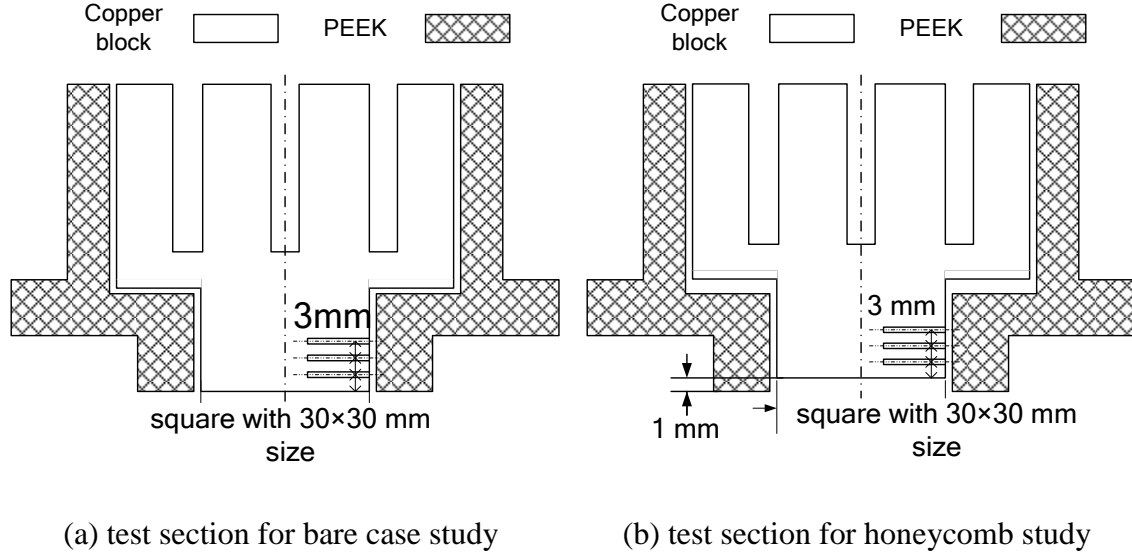 Copper
block
PEEK
Copper
block
PEEK
3mm
square with 30×30 mm
size
3 mm
1 mm
square with 30×30 mm
size
(a) test section for bare case study
(b) test section for honeycomb study